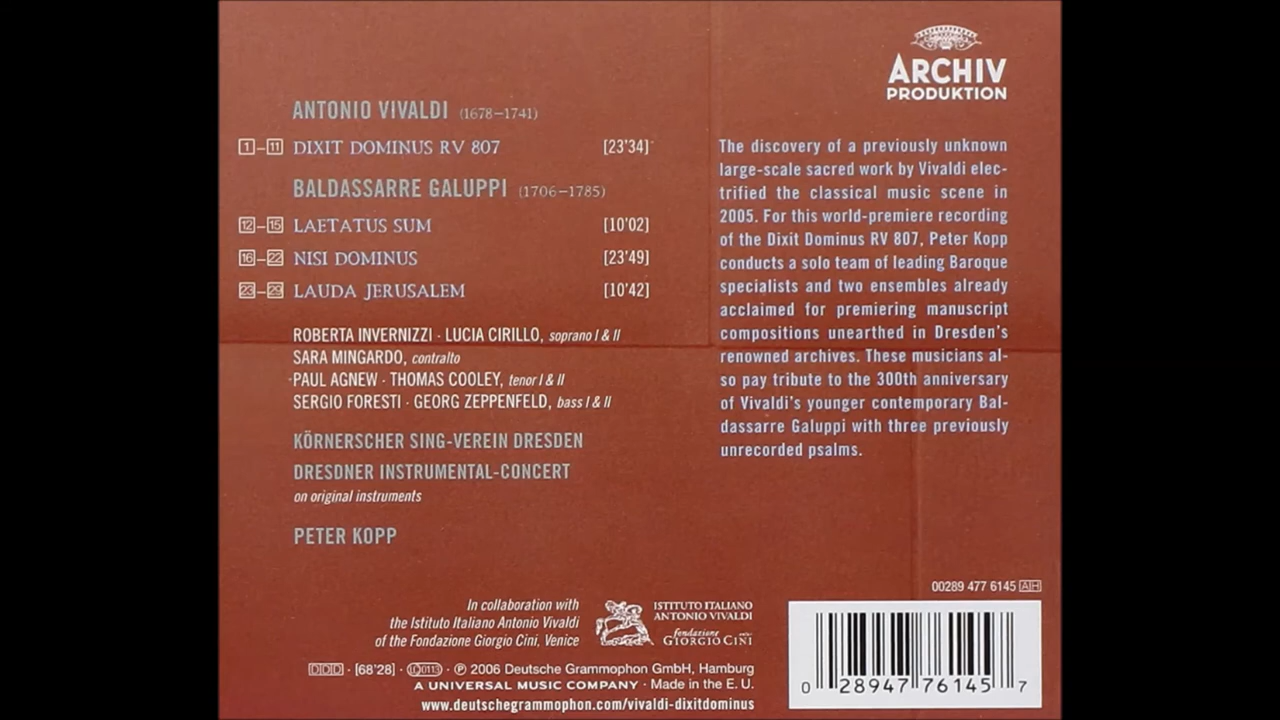 ARCHIV
PRODUKTION
ANTONIO VIVALDI (1678–1741)
1–11 DIXIT DOMINUS RV 807 [23'34]
BALDASSARRE GALUPPI (1706–1785)
12–15 LAETATUS SUM [10'02]
16–22 NISI DOMINUS [23'49]
23–29 LAUDA JERUSALEM [10'42]
ROBERTA INVERNIZZI · LUCIA CIRILLO, soprano I & II
SARA MINGARDO, contralto
PAUL AGNEW · THOMAS COOLEY, tenor I & II
SERGIO FORESTI · GEORG ZEPPENFELD, bass I & II
KÖRNERSCHER SING-VEREIN DRESDEN
DRESDNER INSTRUMENTAL-CONCERT
on original instruments
PETER KOPP
The discovery of a previously unknown
large-scale sacred work by Vivaldi elec-
trified the classical music scene in
2005. For this world-premiere recording
of the Dixit Dominus RV 807, Peter Kopp
conducts a solo team of leading Baroque
specialists and two ensembles already
acclaimed for premiering manuscript
compositions unearthed in Dresden's
renowned archives. These musicians al-
so pay tribute to the 300th anniversary
of Vivaldi's younger contemporary Bal-
dassarre Galuppi with three previously
unrecorded psalms.
In collaboration with
the Istituto Italiano Antonio Vivaldi
of the Fondazione Giorgio Cini, Venice
ISTITUTO ITALIANO
ANTONIO VIVALDI
fondazione
GIORGIO CINI
DDD · [68'28] · LC 0113 · ℗ 2006 Deutsche Grammophon GmbH, Hamburg
A UNIVERSAL MUSIC COMPANY · Made in the E. U.
www.deutschegrammophon.com/vivaldi-dixitdominus
00289 477 6145 AIH
0 28947 76145 7